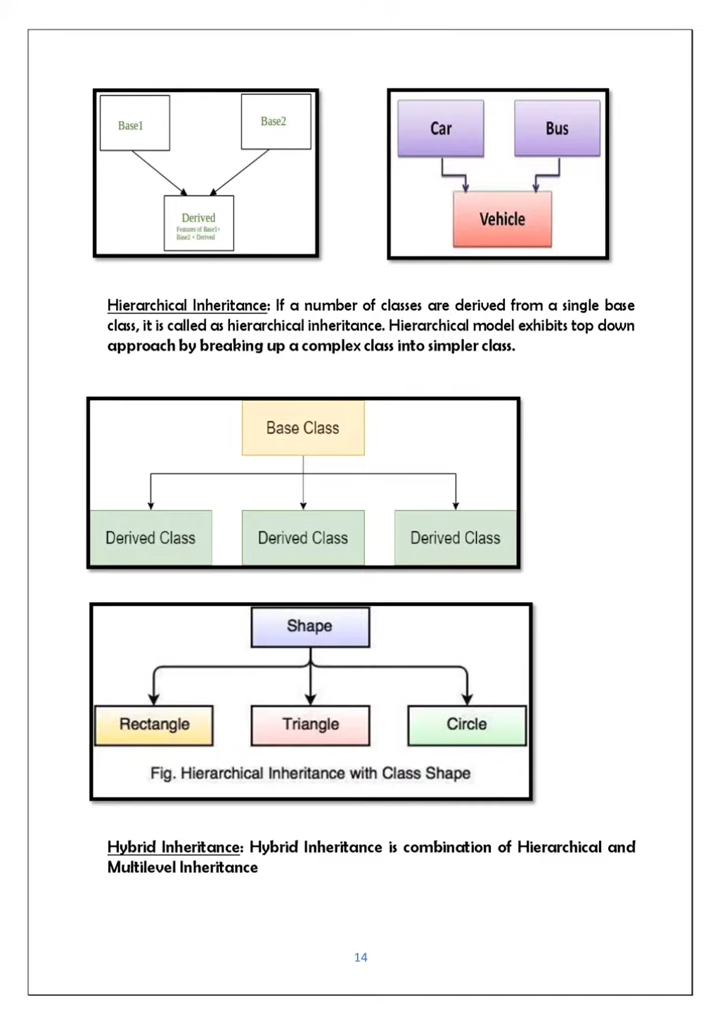 Base1
Base2
Derived
Features of Base1+
Base2 + Derived
Car
Bus
Vehicle
Hierarchical Inheritance: If a number of classes are derived from a single base
class, it is called as hierarchical inheritance. Hierarchical model exhibits top down
approach by breaking up a complex class into simpler class.
Base Class
Derived Class Derived Class Derived Class
Shape
Rectangle Triangle Circle
Fig. Hierarchical Inheritance with Class Shape
Hybrid Inheritance: Hybrid Inheritance is combination of Hierarchical and
Multilevel Inheritance
14